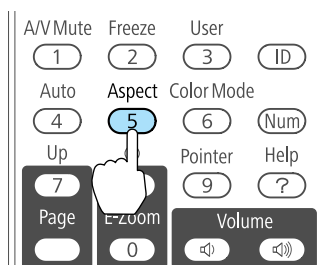 A/V Mute Freeze User
1 2 3 ID
Auto Aspect Color Mode
4 5 6 Num
Up Pointer Help
7 9 ?
Page E-Zoom Volume
0